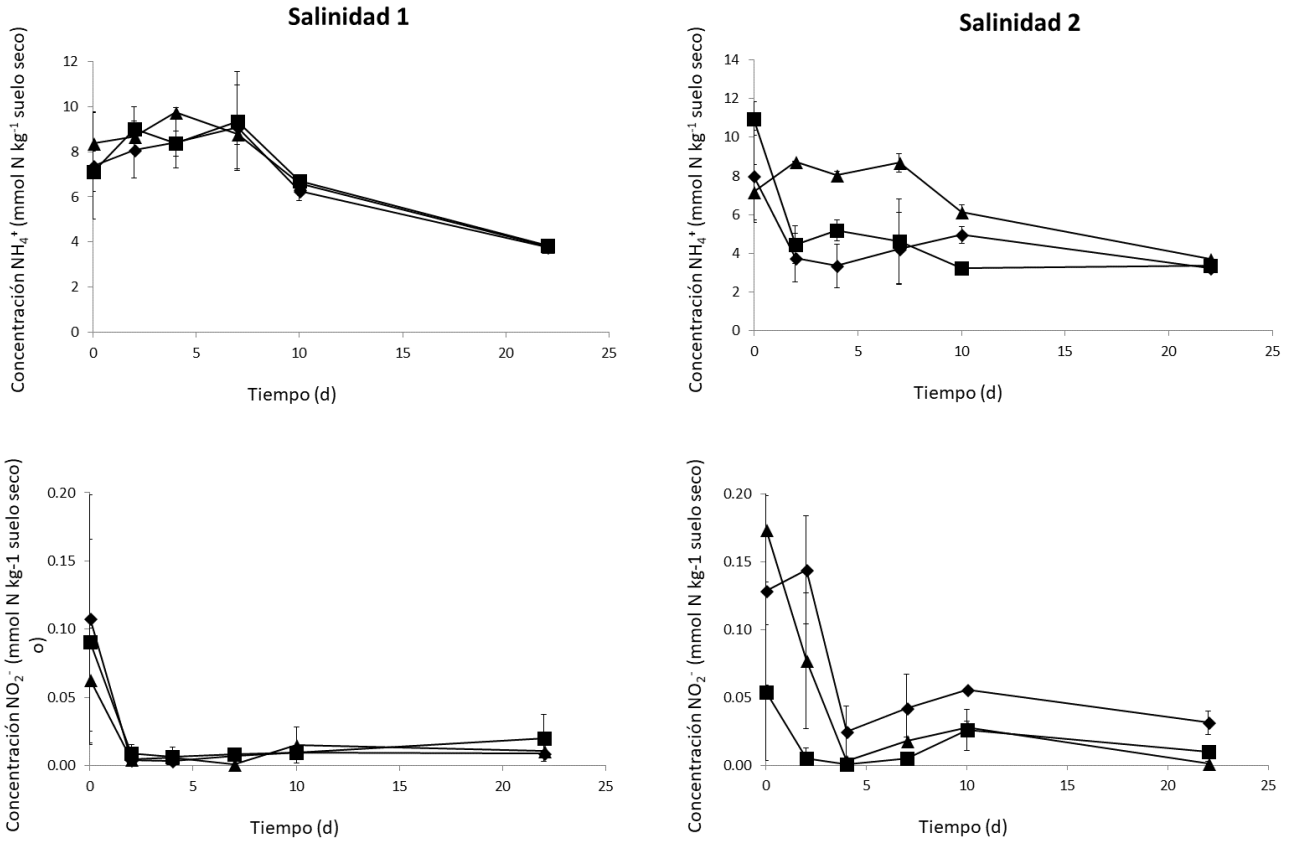 Salinidad 1
Concentración NH₄⁺ (mmol N kg⁻¹ suelo seco)
12
10
8
6
4
2
0
0 5 10 15 20 25
Tiempo (d)
Salinidad 2
Concentración NH₄⁺ (mmol N kg⁻¹ suelo seco)
14
12
10
8
6
4
2
0
0 5 10 15 20 25
Tiempo (d)
Concentración NO₂⁻ (mmol N kg-1 suelo seco)
o)
0.20
0.15
0.10
0.05
0.00
0 5 10 15 20 25
Tiempo (d)
Concentración NO₂⁻ (mmol N kg-1 suelo seco)
0.20
0.15
0.10
0.05
0.00
0 5 10 15 20 25
Tiempo (d)